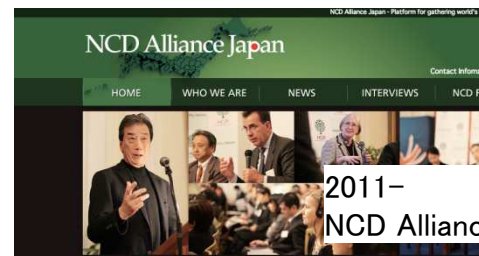 NCD Alliance Japan - Platform for gathering world's
NCD Alliance Japan
Contact Infom
HOME
WHO WE ARE
NEWS
INTERVIEWS
NCD
2011-
NCD Allianc